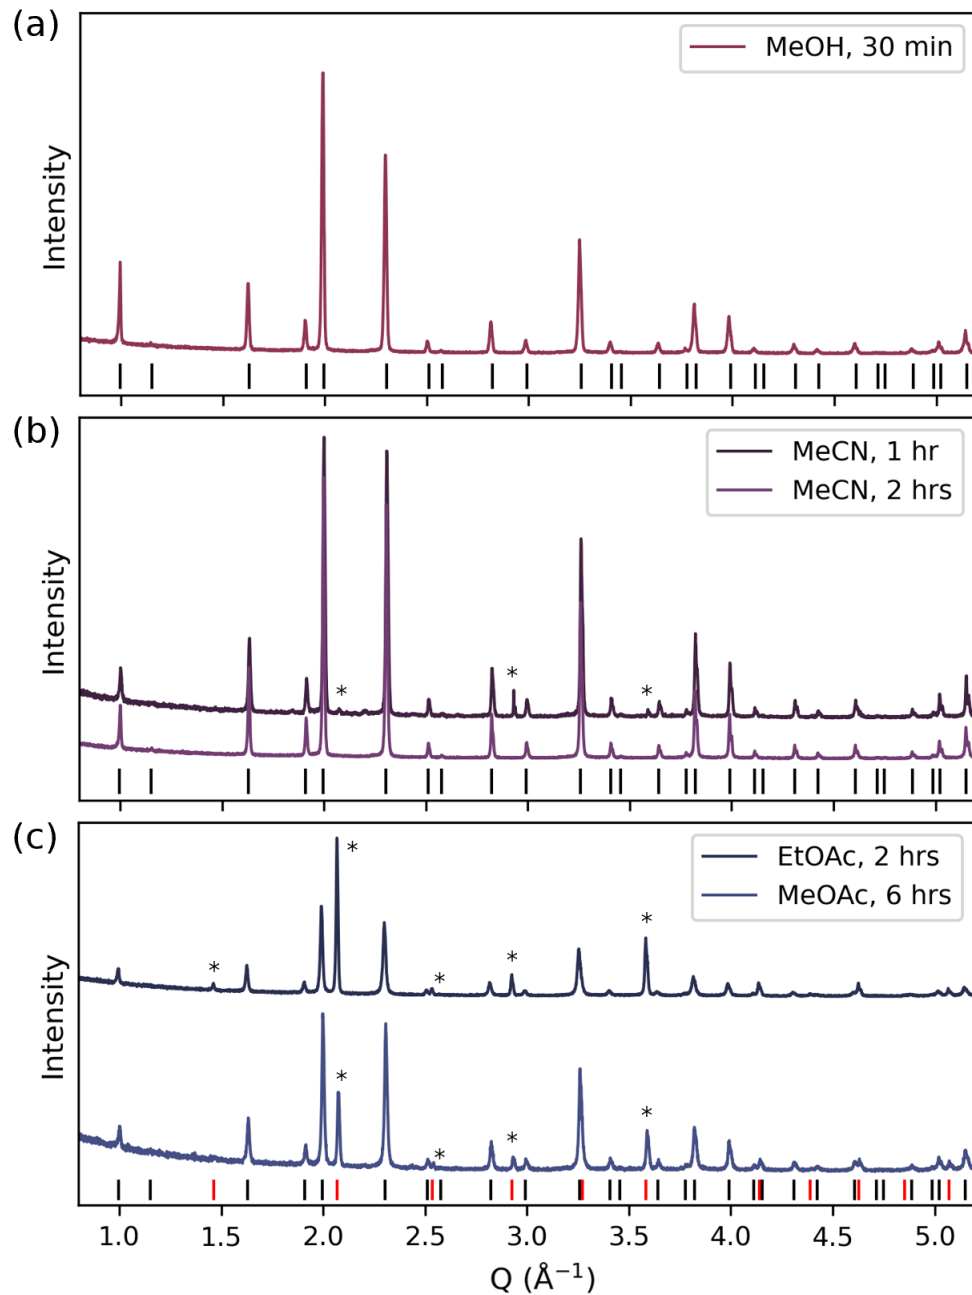 (a)
MeOH, 30 min
Intensity
(b)
MeCN, 1 hr
MeCN, 2 hrs
* * *
Intensity
(c)
EtOAc, 2 hrs
MeOAc, 6 hrs
* * * * *
* * * *
Intensity
1.0 1.5 2.0 2.5 3.0 3.5 4.0 4.5 5.0
Q (Å⁻¹)